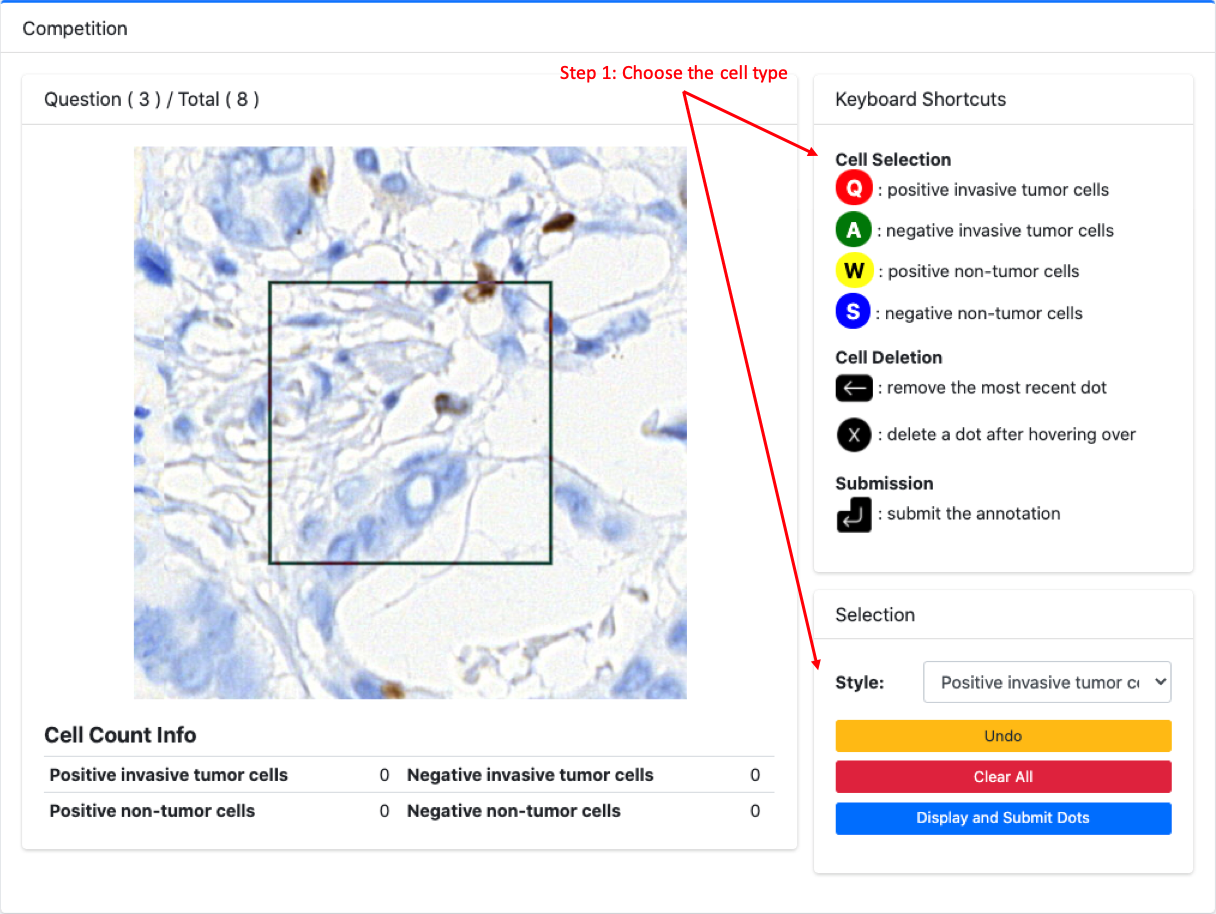 Competition
Step 1: Choose the cell type
Question ( 3 ) / Total ( 8 )
Cell Count Info
Positive invasive tumor cells 0 Negative invasive tumor cells 0
Positive non-tumor cells 0 Negative non-tumor cells 0
Keyboard Shortcuts
Cell Selection
Q : positive invasive tumor cells
A : negative invasive tumor cells
W : positive non-tumor cells
S : negative non-tumor cells
Cell Deletion
← : remove the most recent dot
X : delete a dot after hovering over
Submission
: submit the annotation
Selection
Style: Positive invasive tumor c
Undo
Clear All
Display and Submit Dots